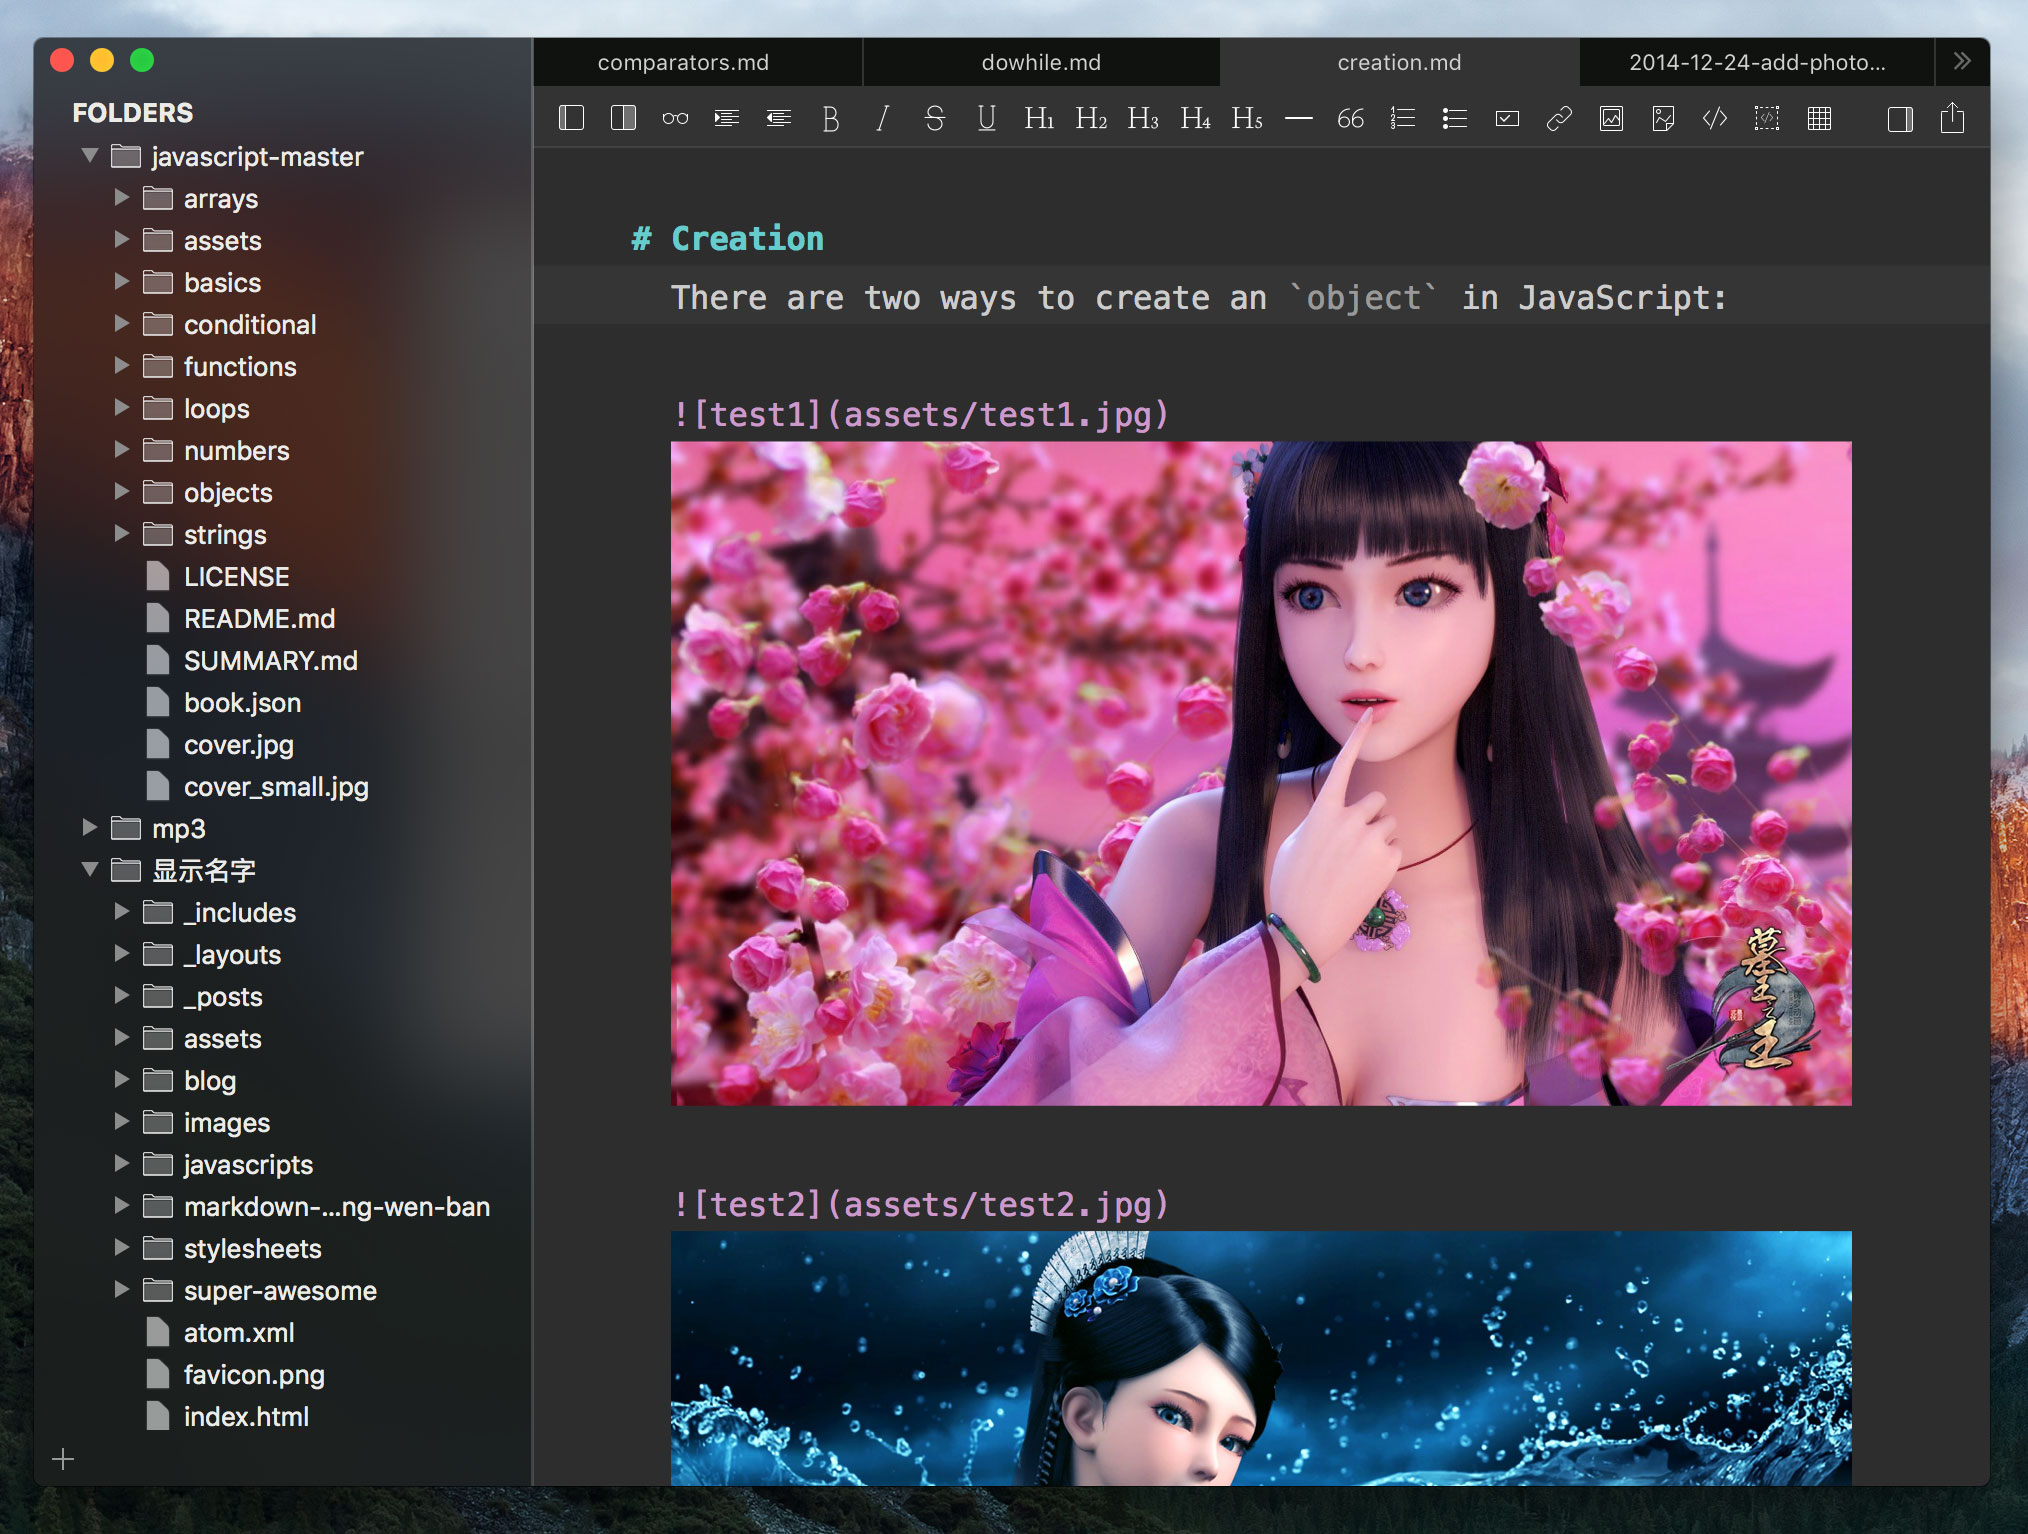 comparators.md
dowhile.md
creation.md
2014-12-24-add-photo...
»
FOLDERS
javascript-master
arrays
assets
basics
conditional
functions
loops
numbers
objects
strings
LICENSE
README.md
SUMMARY.md
book.json
cover.jpg
cover_small.jpg
mp3
显示名字
_includes
_layouts
_posts
assets
blog
images
javascripts
markdown-...ng-wen-ban
stylesheets
super-awesome
atom.xml
favicon.png
index.html
B I S U H1 H2 H3 H4 H5 — 66
# Creation
There are two ways to create an `object` in JavaScript:
![test1](assets/test1.jpg)
墓王之王
![test2](assets/test2.jpg)